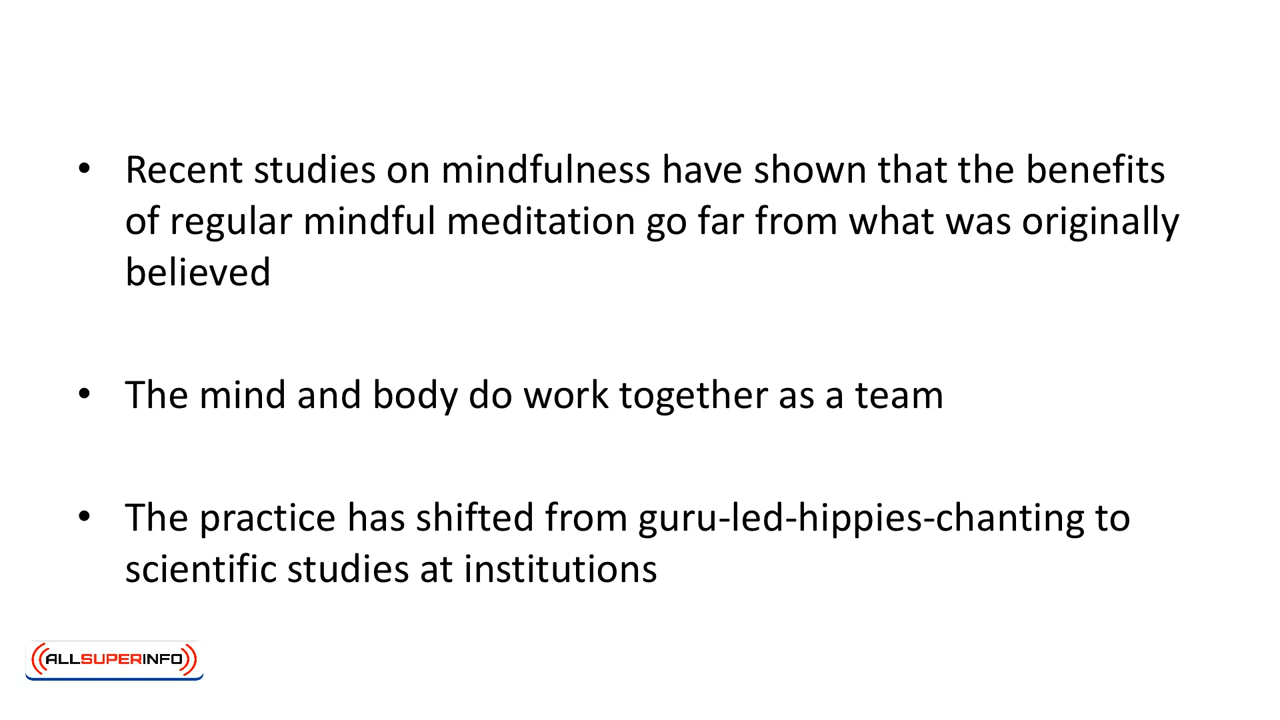 • Recent studies on mindfulness have shown that the benefits
of regular mindful meditation go far from what was originally
believed
• The mind and body do work together as a team
• The practice has shifted from guru-led-hippies-chanting to
scientific studies at institutions
ALLSUPERINFO